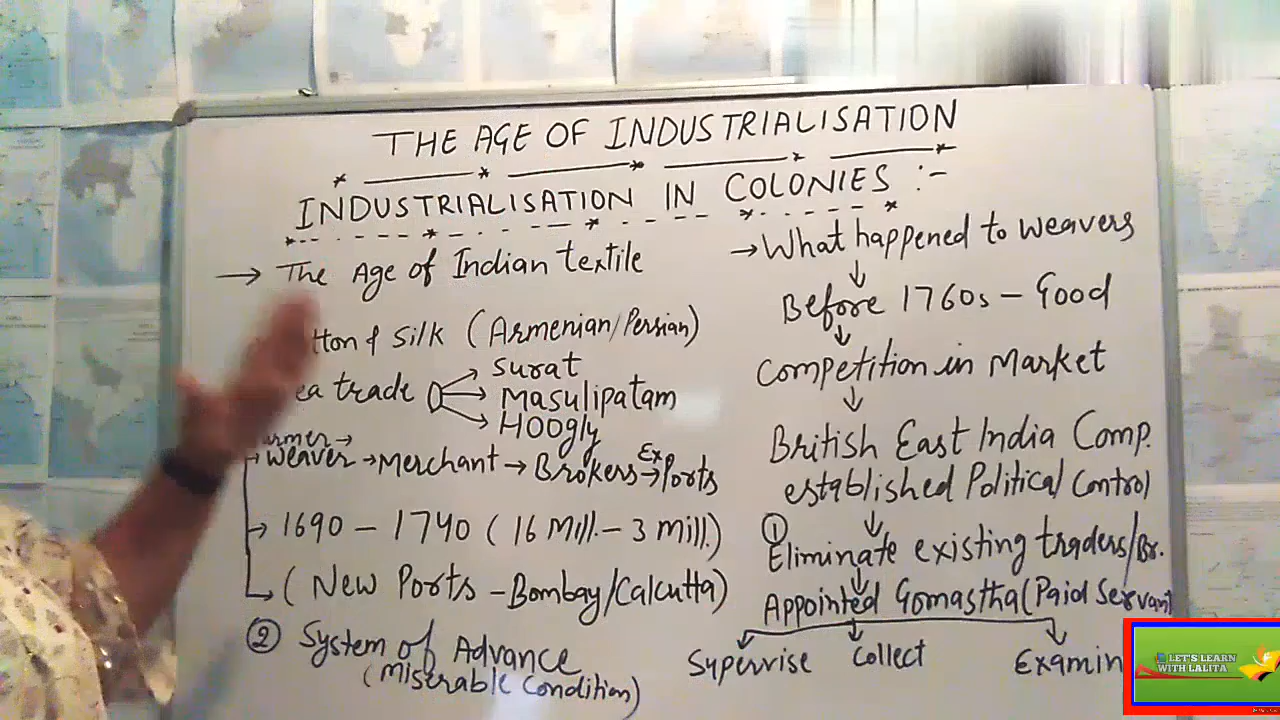 THE AGE OF INDUSTRIALISATION
INDUSTRIALISATION IN COLONIES :-
→ The Age of Indian textile
tton & Silk (Armenian/Persian)
ea trade
Surat
Masulipatam
Hoogly
armer →
→ Weaver → Merchant → Brokers → Ports
Ex
→ 1690 - 1740 (16 Mill. - 3 mill.)
→ (New Ports - Bombay/Calcutta)
② System of Advance
(Miserable Condition)
→ What happened to weavers
↓
Before 1760s - Good
↓
Competition in Market
↓
British East India Comp.
established Political Control
↓
① Eliminate existing traders/Br.
↓
Appointed Gomastha (Paid Servant
Supervise Collect Examin
LET'S LEARN
WITH LALITA